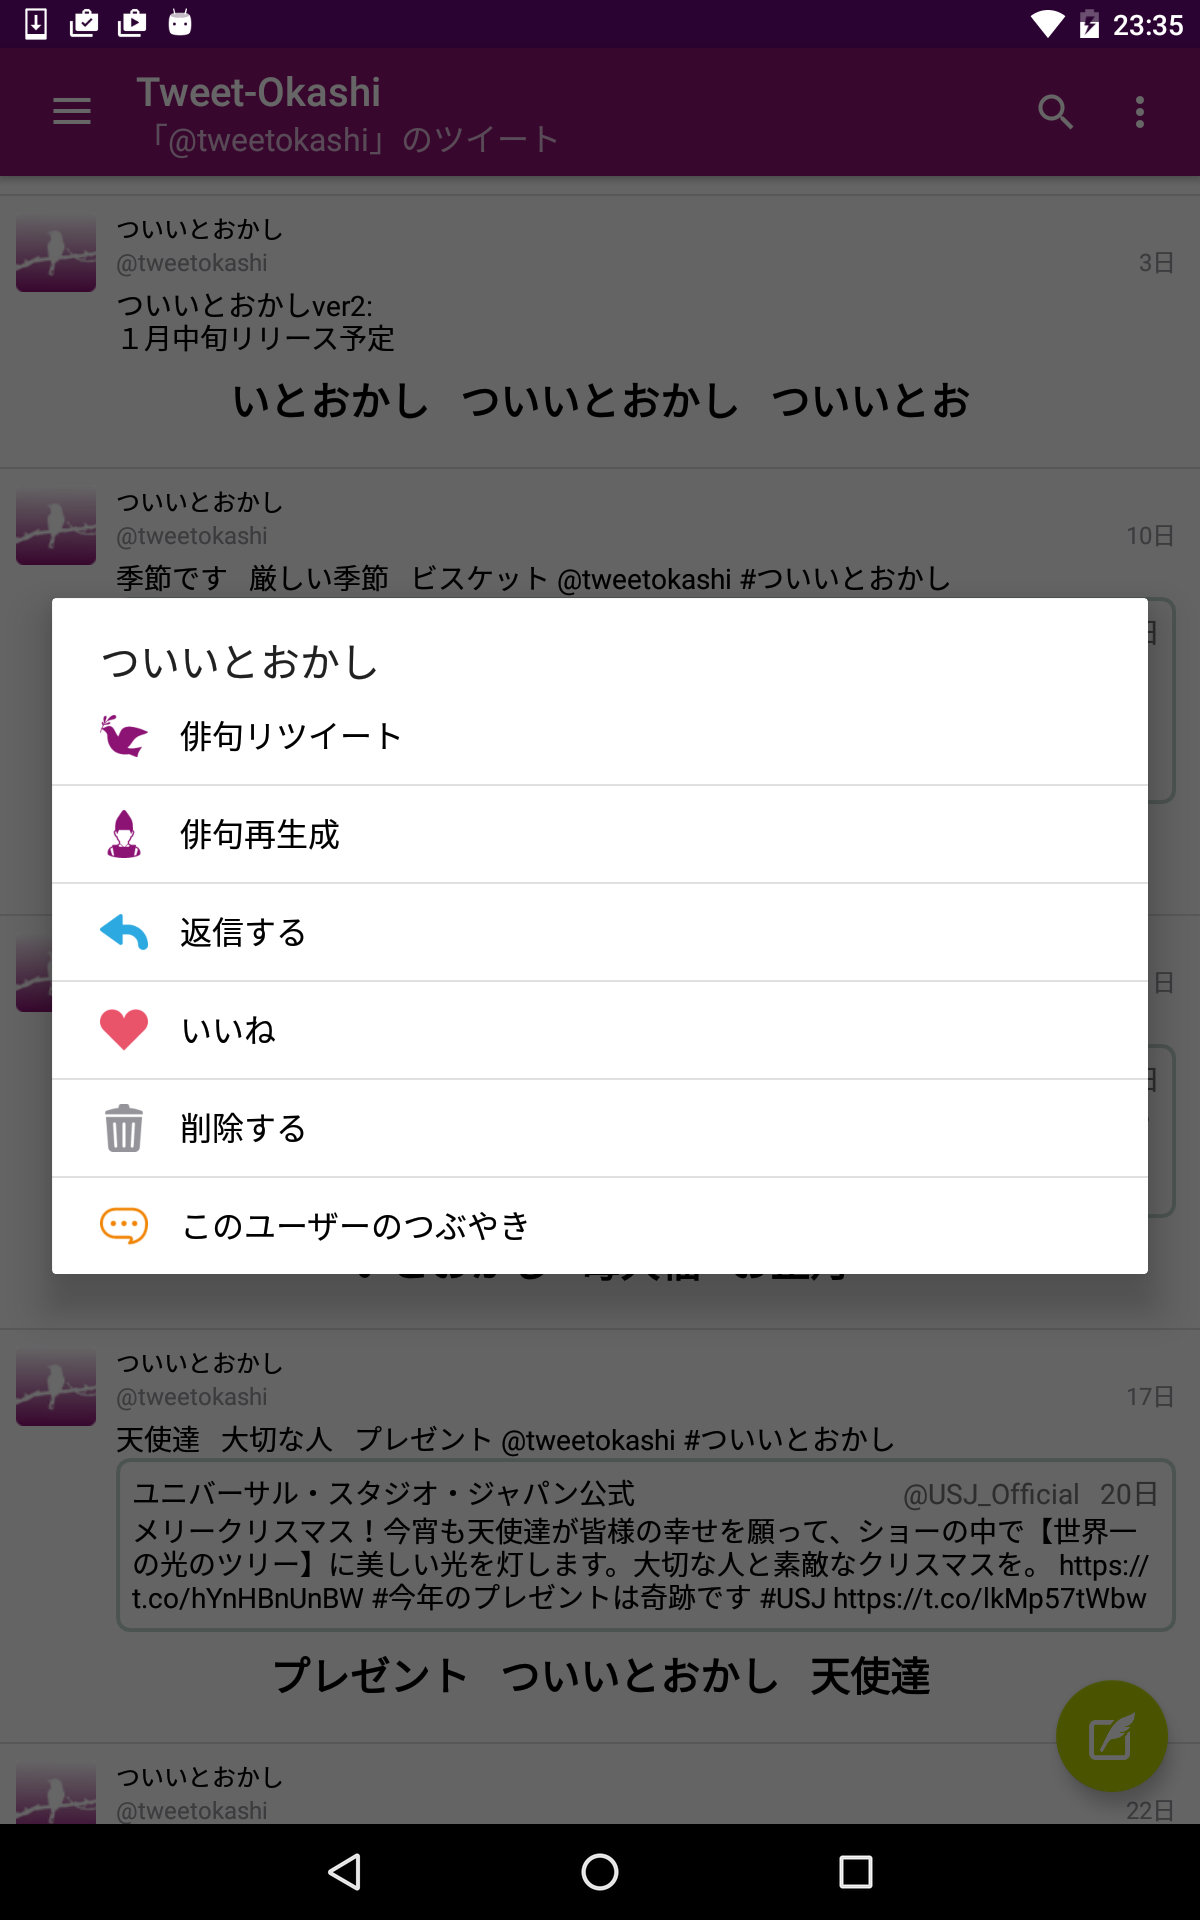 23:35
Tweet-Okashi
「@tweetokashi」のツイート
ついいとおかし
@tweetokashi 3日
ついいとおかしver2:
１月中旬リリース予定
いとおかし ついいとおかし ついいとお
ついいとおかし
@tweetokashi 10日
季節です 厳しい季節 ビスケット @tweetokashi #ついいとおかし
日
ついいとおかし
俳句リツイート
俳句再生成
返信する
日
いいね
日
削除する
このユーザーのつぶやき
ついいとおかし
@tweetokashi 17日
天使達 大切な人 プレゼント @tweetokashi #ついいとおかし
ユニバーサル・スタジオ・ジャパン公式 @USJ_Official 20日
メリークリスマス！今宵も天使達が皆様の幸せを願って、ショーの中で【世界一
の光のツリー】に美しい光を灯します。大切な人と素敵なクリスマスを。 https://
t.co/hYnHBnUnBW #今年のプレゼントは奇跡です #USJ https://t.co/lkMp57tWbw
プレゼント ついいとおかし 天使達
ついいとおかし
@tweetokashi 22日